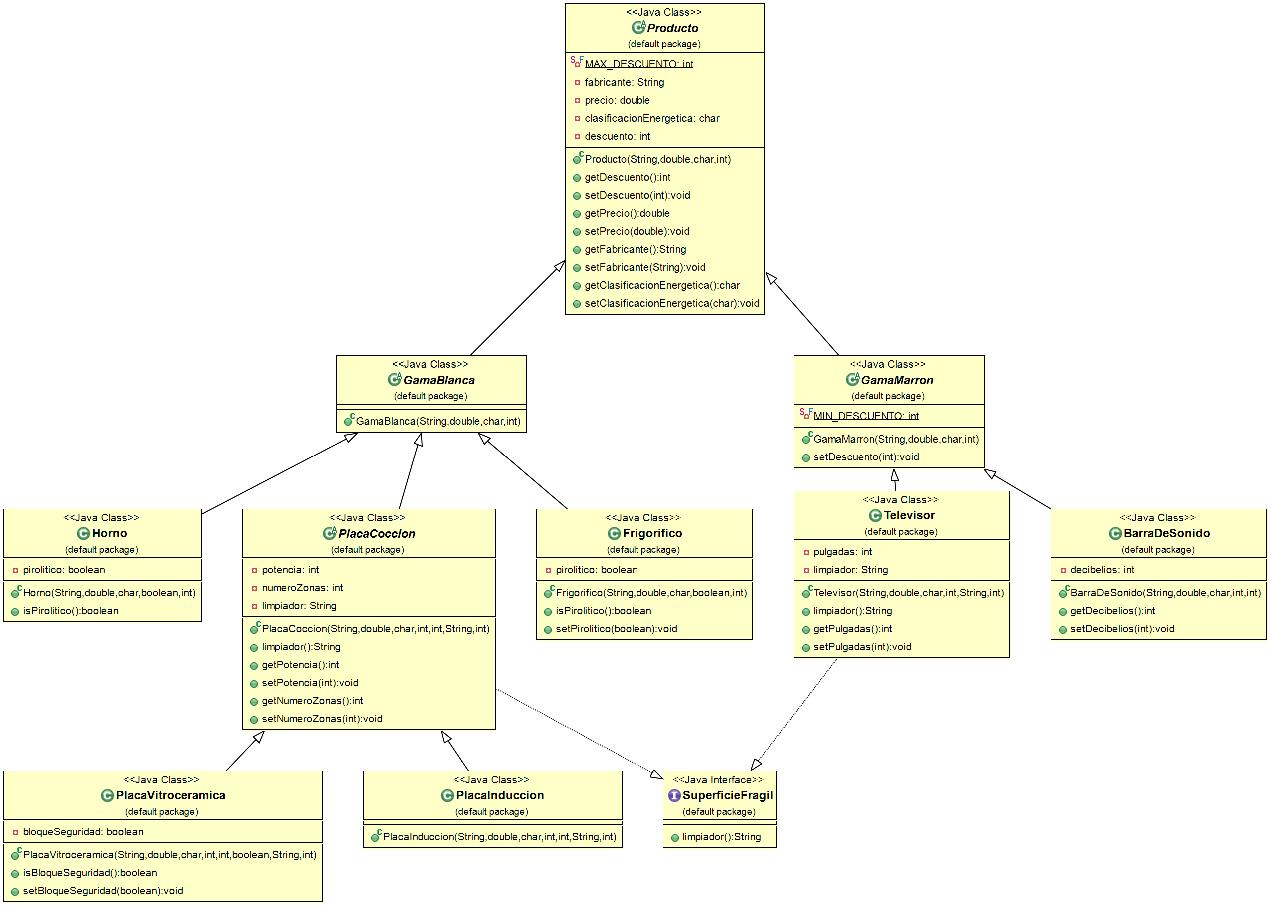 <<Java Class>>
Producto
(default package)
MAX_DESCUENTO: int
fabricante: String
precio: double
clasificacionEnergetica: char
descuento: int
Producto(String,double,char,int)
getDescuento():int
setDescuento(int):void
getPrecio():double
setPrecio(double):void
getFabricante():String
setFabricante(String):void
getClasificacionEnergetica():char
setClasificacionEnergetica(char):void
<<Java Class>>
GamaBlanca
(default package)
GamaBlanca(String,double,char,int)
<<Java Class>>
GamaMarron
(default package)
MIN_DESCUENTO: int
GamaMarron(String,double,char,int)
setDescuento(int):void
<<Java Class>>
Horno
(default package)
pirolitico: boolean
Horno(String,double,char,boolean,int)
isPirolitico():boolean
<<Java Class>>
PlacaCoccion
(default package)
potencia: int
numeroZonas: int
limpiador: String
PlacaCoccion(String,double,char,int,int,String,int)
limpiador():String
getPotencia():int
setPotencia(int):void
getNumeroZonas():int
setNumeroZonas(int):void
<<Java Class>>
Frigorifico
(default package)
pirolitico: boolean
Frigorifico(String,double,char,boolean,int)
isPirolitico():boolean
setPirolitico(boolean):void
<<Java Class>>
Televisor
(default package)
pulgadas: int
limpiador: String
Televisor(String,double,char,int,String,int)
limpiador():String
getPulgadas():int
setPulgadas(int):void
<<Java Class>>
BarraDeSonido
(default package)
decibelios: int
BarraDeSonido(String,double,char,int,int)
getDecibelios():int
setDecibelios(int):void
<<Java Class>>
PlacaVitroceramica
(default package)
bloqueSeguridad: boolean
PlacaVitroceramica(String,double,char,int,int,boolean,String,int)
isBloqueSeguridad():boolean
setBloqueSeguridad(boolean):void
<<Java Class>>
PlacaInduccion
(default package)
PlacaInduccion(String,double,char,int,int,String,int)
<<Java Interface>>
SuperficieFragil
(default package)
limpiador():String